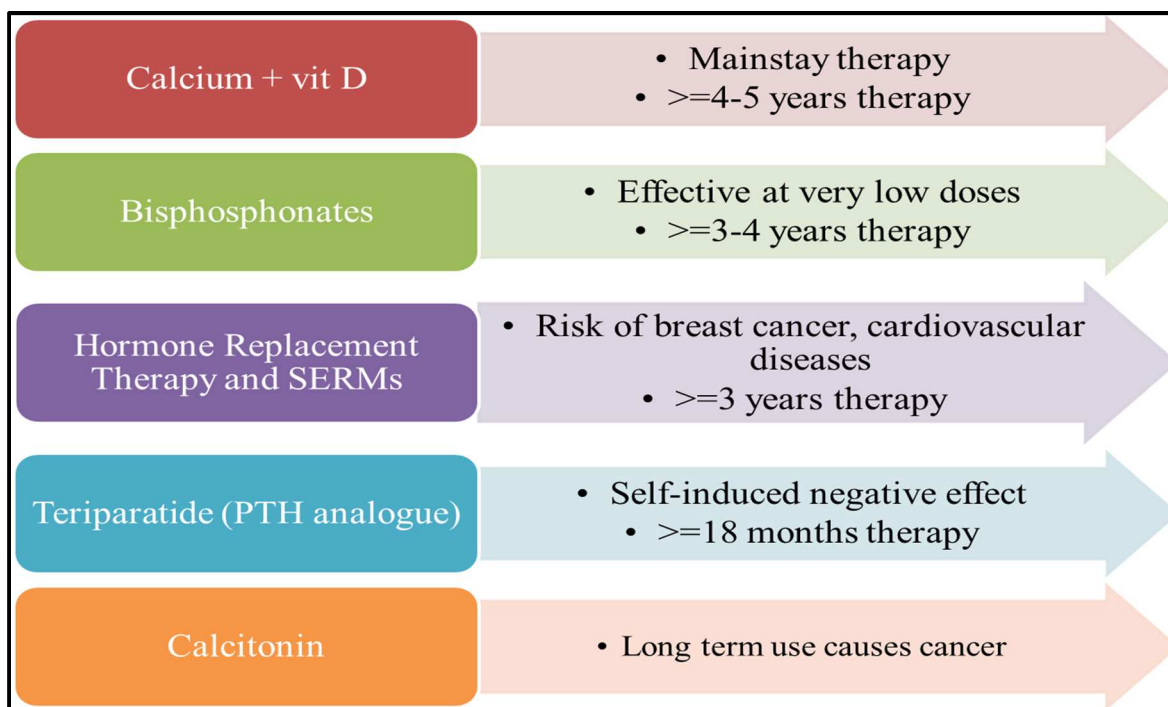 Calcium + vit D
• Mainstay therapy
• >=4-5 years therapy
Bisphosphonates
• Effective at very low doses
• >=3-4 years therapy
Hormone Replacement
Therapy and SERMs
• Risk of breast cancer, cardiovascular
diseases
• >=3 years therapy
Teriparatide (PTH analogue)
• Self-induced negative effect
• >=18 months therapy
Calcitonin
• Long term use causes cancer